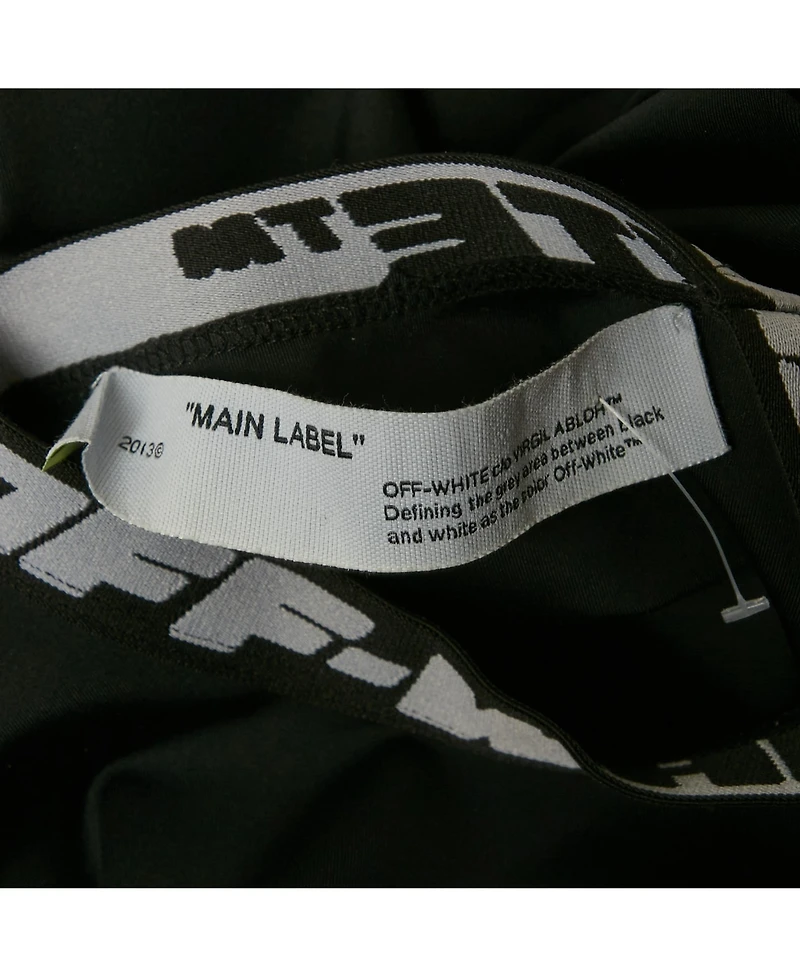 "MAIN LABEL"
2013©
OFF-WHITE c/o VIRGIL ABLOH™
Defining the grey area between black
and white as the color Off-White™
OFF-W